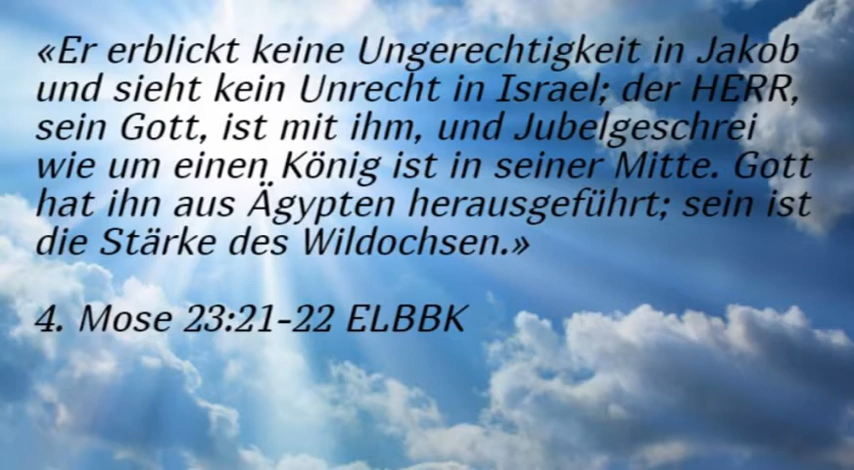 «Er erblickt keine Ungerechtigkeit in Jakob
und sieht kein Unrecht in Israel; der HERR,
sein Gott, ist mit ihm, und Jubelgeschrei
wie um einen König ist in seiner Mitte. Gott
hat ihn aus Ägypten herausgeführt; sein ist
die Stärke des Wildochsen.»
4. Mose 23:21-22 ELBBK